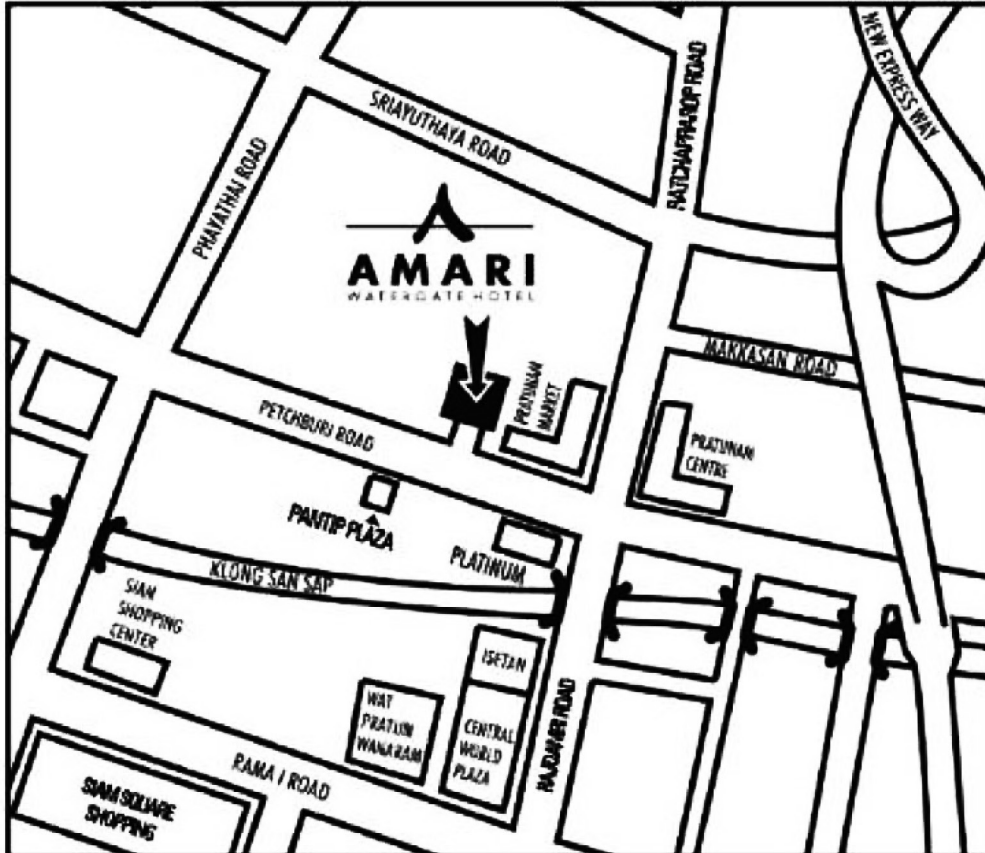 NEW EXPRESS WAY
RATCHAPRAROP ROAD
SRIAYUTHAYA ROAD
PHAYATHAI ROAD
AMARI
WATERGATE HOTEL
MAKKASAN ROAD
PRATUNAM
MARKET
PETCHBURI ROAD
PRATUNAM
CENTRE
PANTIP PLAZA
PLATINUM
KLONG SAN SAP
SIAM
SHOPPING
CENTER
ISETAN
WAT
PRATUM
WANARAM
CENTRAL
WORLD
PLAZA
RAJDAMRI ROAD
RAMA I ROAD
SIAM SQUARE
SHOPPING